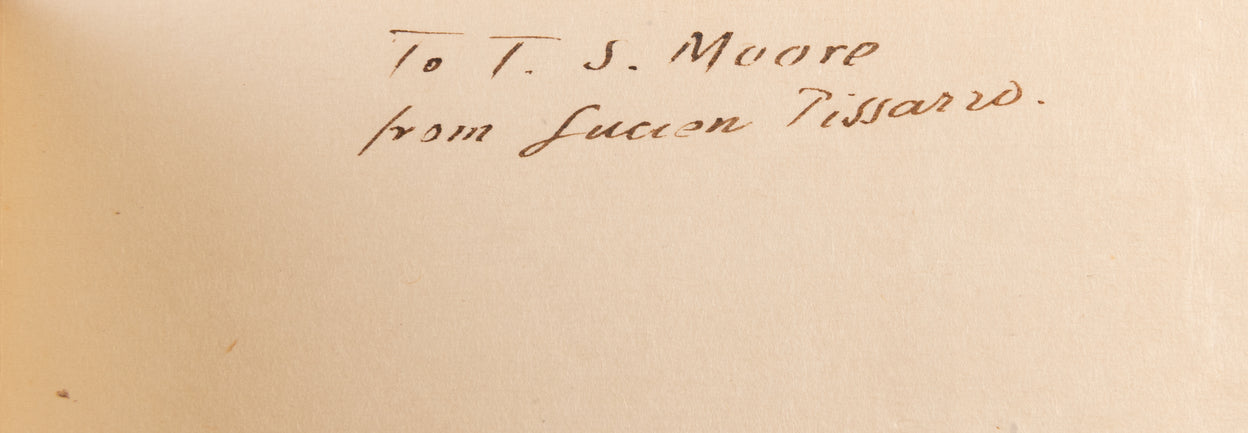 To T. S. Moore
from Lucien Pissarro.